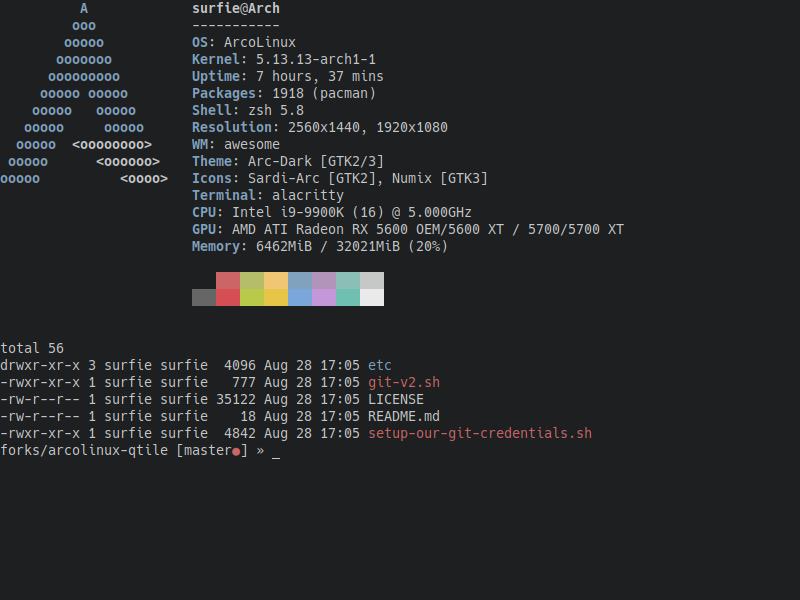 A surfie@Arch
ooo -----------
ooooo OS: ArcoLinux
ooooooo Kernel: 5.13.13-arch1-1
ooooooooo Uptime: 7 hours, 37 mins
ooooo ooooo Packages: 1918 (pacman)
ooooo ooooo Shell: zsh 5.8
ooooo ooooo Resolution: 2560x1440, 1920x1080
ooooo <oooooooo> WM: awesome
ooooo <oooooo> Theme: Arc-Dark [GTK2/3]
ooooo <oooo> Icons: Sardi-Arc [GTK2], Numix [GTK3]
Terminal: alacritty
CPU: Intel i9-9900K (16) @ 5.000GHz
GPU: AMD ATI Radeon RX 5600 OEM/5600 XT / 5700/5700 XT
Memory: 6462MiB / 32021MiB (20%)
total 56
drwxr-xr-x 3 surfie surfie 4096 Aug 28 17:05 etc
-rwxr-xr-x 1 surfie surfie 777 Aug 28 17:05 git-v2.sh
-rw-r--r-- 1 surfie surfie 35122 Aug 28 17:05 LICENSE
-rw-r--r-- 1 surfie surfie 18 Aug 28 17:05 README.md
-rwxr-xr-x 1 surfie surfie 4842 Aug 28 17:05 setup-our-git-credentials.sh
forks/arcolinux-qtile [master●] » _